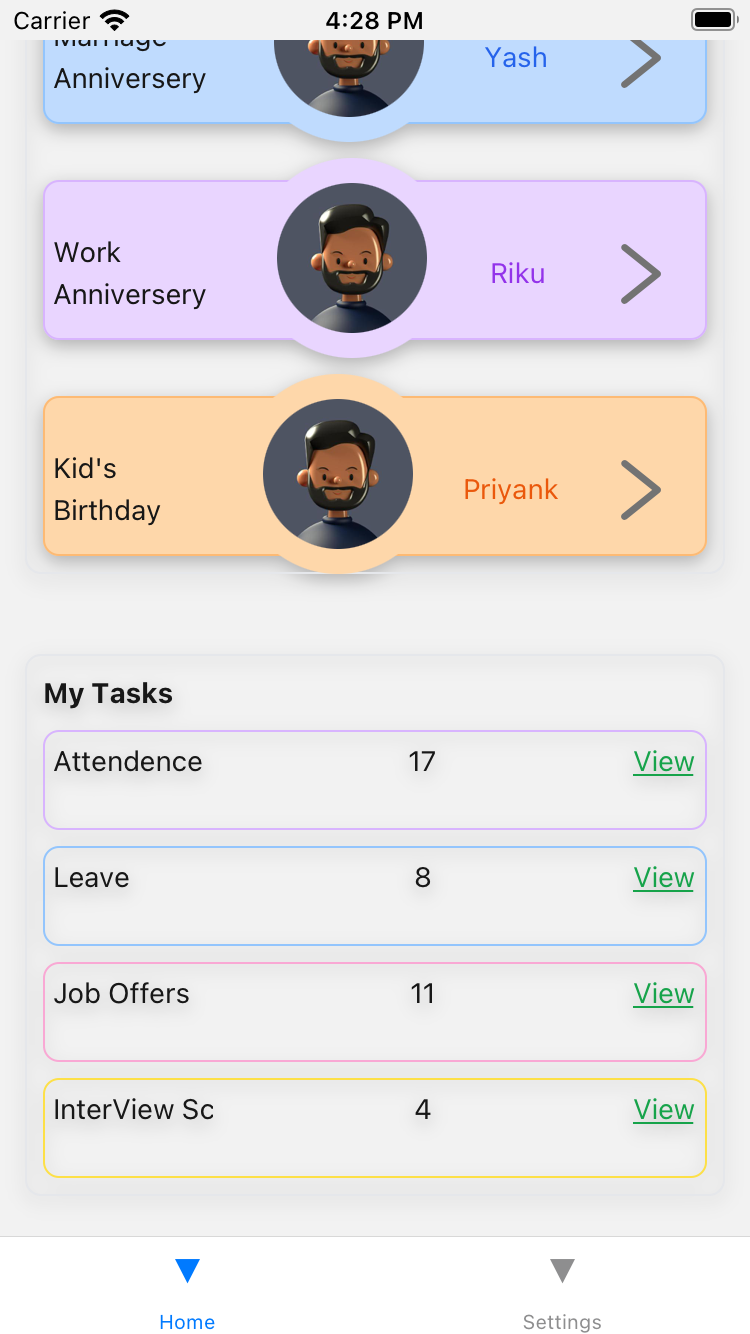 Carrier 4:28 PM
Marriage
Anniversery
Yash
Work
Anniversery
Riku
Kid's
Birthday
Priyank
My Tasks
Attendence 17 View
Leave 8 View
Job Offers 11 View
InterView Sc 4 View
Home Settings